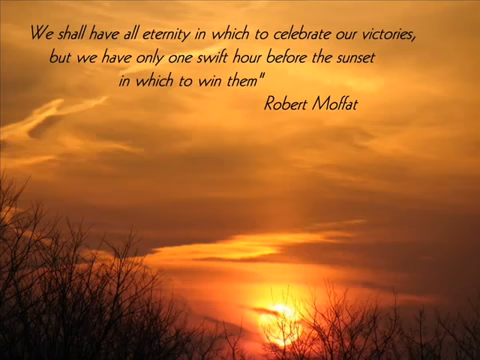 We shall have all eternity in which to celebrate our victories,
but we have only one swift hour before the sunset
in which to win them"
Robert Moffat